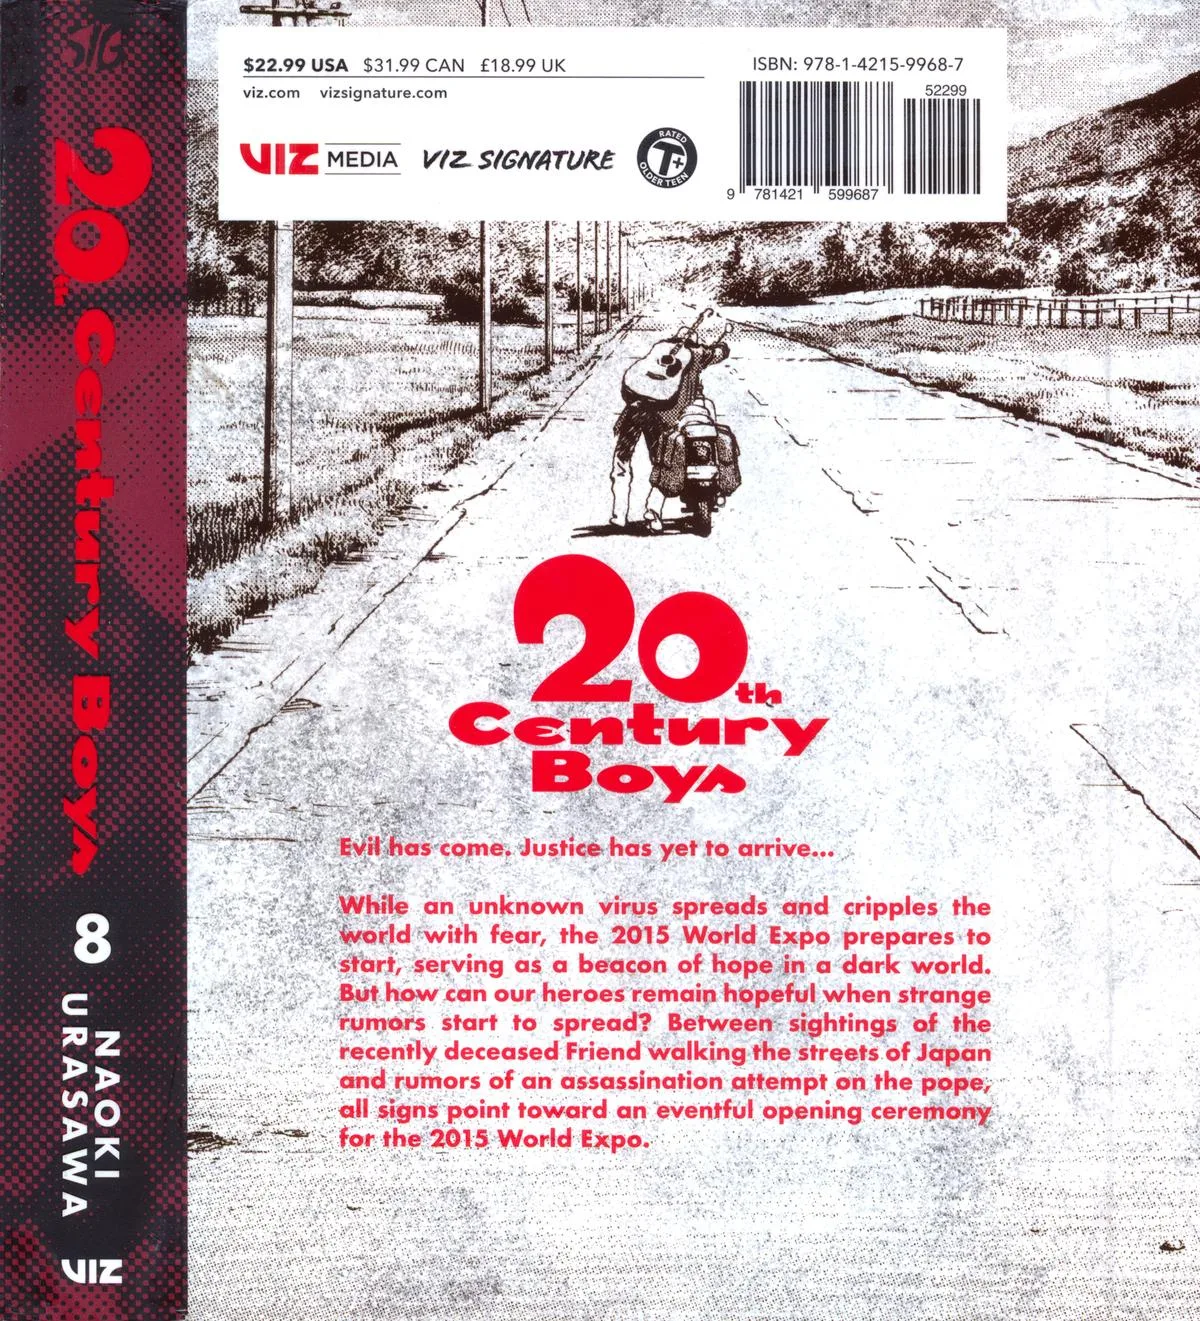 SIG
20th Century Boys
8
NAOKI
URASAWA
VIZ
$22.99 USA $31.99 CAN £18.99 UK
viz.com vizsignature.com
VIZ MEDIA
VIZ SIGNATURE
RATED
T+
OLDER TEEN
ISBN: 978-1-4215-9968-7
52299
9 781421 599687
20th
Century
Boys
Evil has come. Justice has yet to arrive...
While an unknown virus spreads and cripples the
world with fear, the 2015 World Expo prepares to
start, serving as a beacon of hope in a dark world.
But how can our heroes remain hopeful when strange
rumors start to spread? Between sightings of the
recently deceased Friend walking the streets of Japan
and rumors of an assassination attempt on the pope,
all signs point toward an eventful opening ceremony
for the 2015 World Expo.